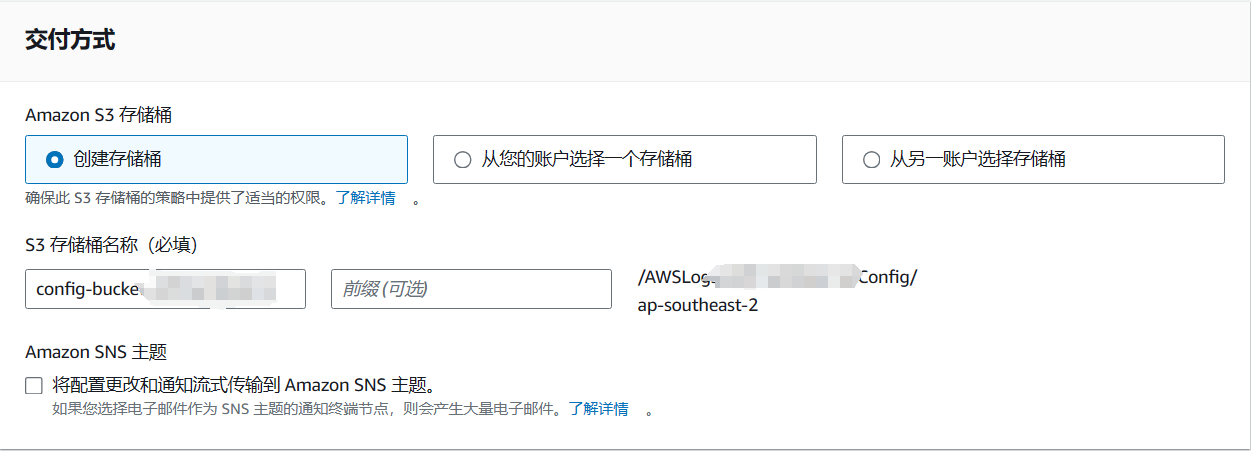 交付方式
Amazon S3 存储桶
创建存储桶
从您的账户选择一个存储桶
从另一账户选择存储桶
确保此 S3 存储桶的策略中提供了适当的权限。了解详情 。
S3 存储桶名称（必填）
config-bucke
前缀 (可选)
/AWSLog Config/
ap-southeast-2
Amazon SNS 主题
将配置更改和通知流式传输到 Amazon SNS 主题。
如果您选择电子邮件作为 SNS 主题的通知终端节点，则会产生大量电子邮件。了解详情 。